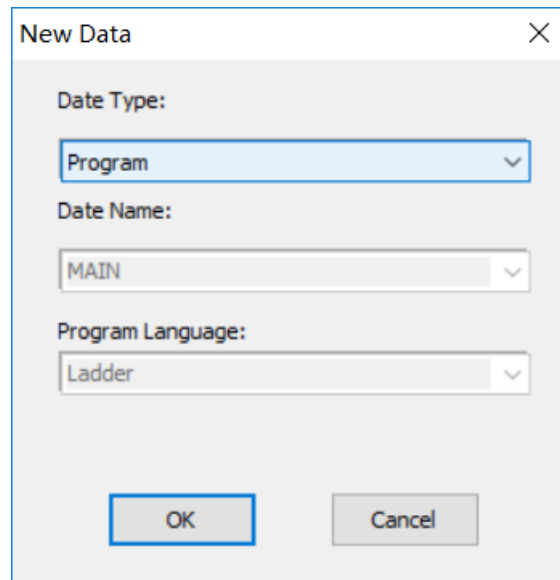 New Data
Date Type:
Program
Date Name:
MAIN
Program Language:
Ladder
OK
Cancel